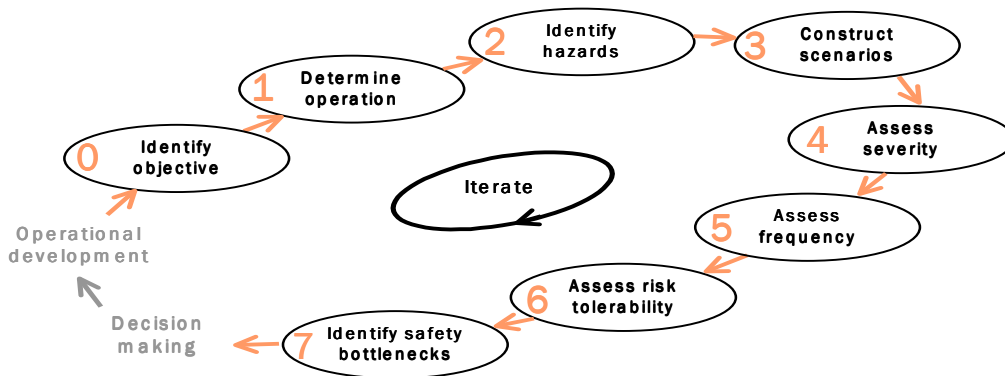 0
Identify
objective
1
Determine
operation
2
Identify
hazards
3
Construct
scenarios
4
Assess
severity
5
Assess
frequency
6
Assess risk
tolerability
7
Identify safety
bottlenecks
Decision
making
Operational
development
Iterate